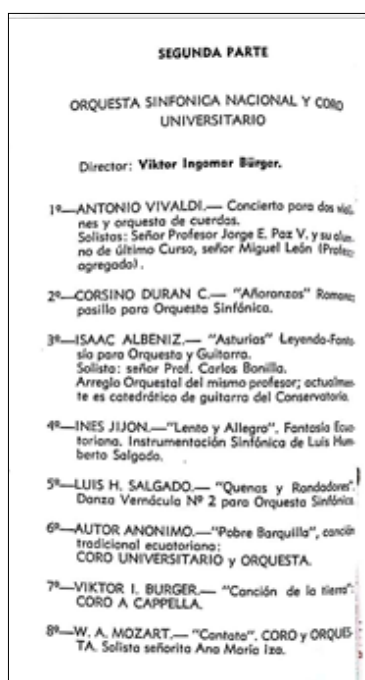 SEGUNDA PARTE
ORQUESTA SINFONICA NACIONAL Y CORO
UNIVERSITARIO
Director: Viktor Ingomar Bürger.
1º—ANTONIO VIVALDI.— Concierto para dos violi-
nes y orquesta de cuerdas.
Solistas: Señor Profesor Jorge E. Paz V. y su alum-
no de último Curso, señor Miguel León (Profesor
agregado).
2º—CORSINO DURAN C.— "Añoranzas"
pasillo para Orquesta Sinfónica.
3º—ISAAC ALBENIZ.— "Asturias" Leyenda-Fanta-
sía para Orquesta y Guitarra.
Solista: señor Prof. Carlos Bonilla.
Arreglo Orquestal del mismo profesor; actualmen-
te es catedrático de guitarra del Conservatorio.
4º—INES JIJON.—"Lento y Allegro". Fantasía Ecua-
toriana. Instrumentación Sinfónica de Luis Hum-
berto Salgado.
5º—LUIS H. SALGADO.— "Quenas y Rondadores".
Danza Vernácula Nº 2 para Orquesta Sinfónica
6º—AUTOR ANONIMO.—"Pobre Barquilla", canción
tradicional ecuatoriana:
CORO UNIVERSITARIO y ORQUESTA.
7º—VIKTOR I. BURGER.— "Canción de la tierra":
CORO A CAPPELLA.
8º—W. A. MOZART.— "Cantata". CORO y ORQUES-
TA. Solista señorita Ana María Iza.